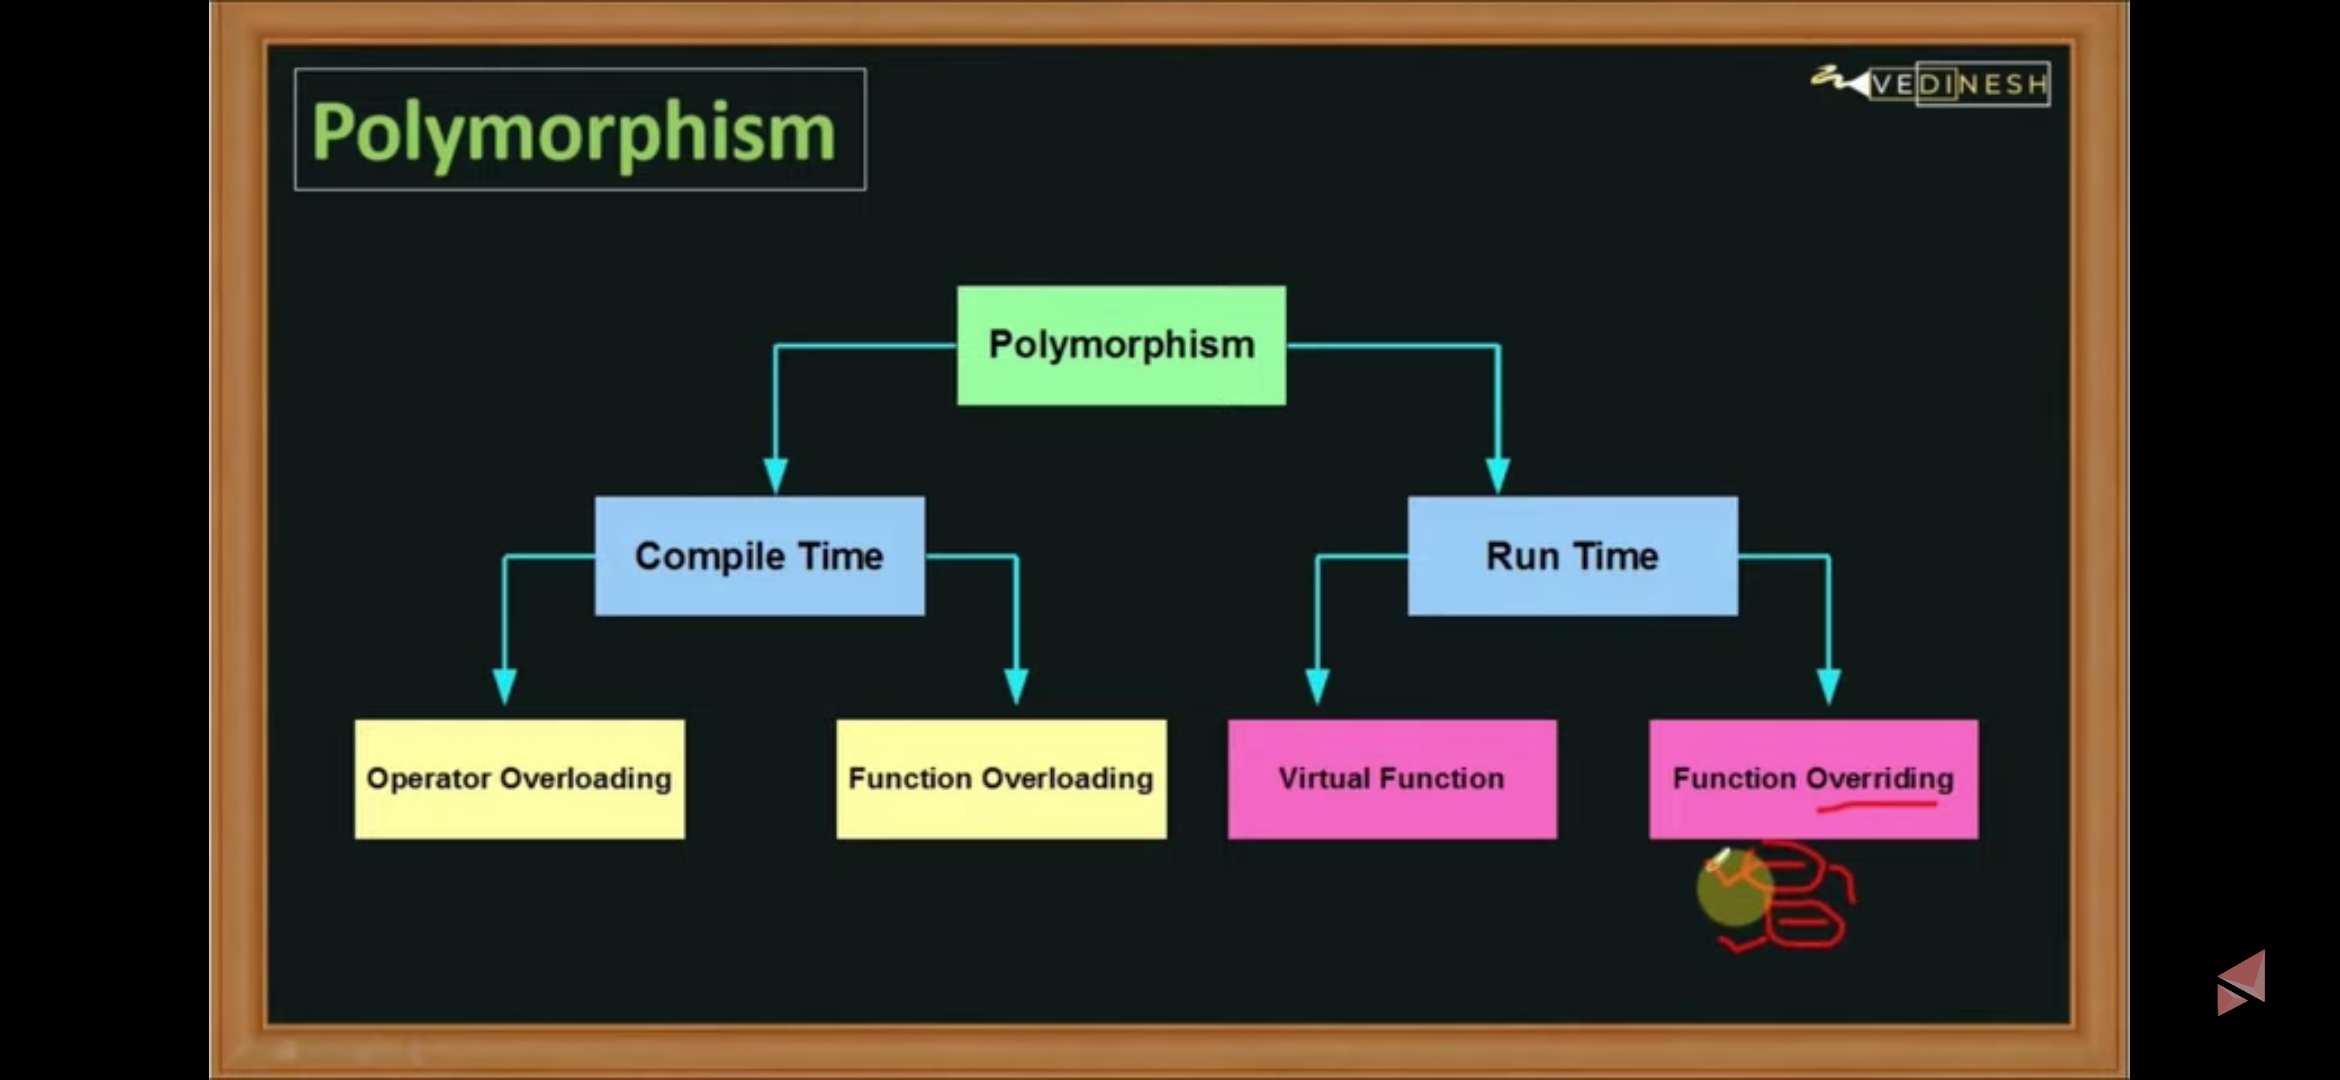 Polymorphism
VEDINESH
Polymorphism
Compile Time
Run Time
Operator Overloading
Function Overloading
Virtual Function
Function Overriding